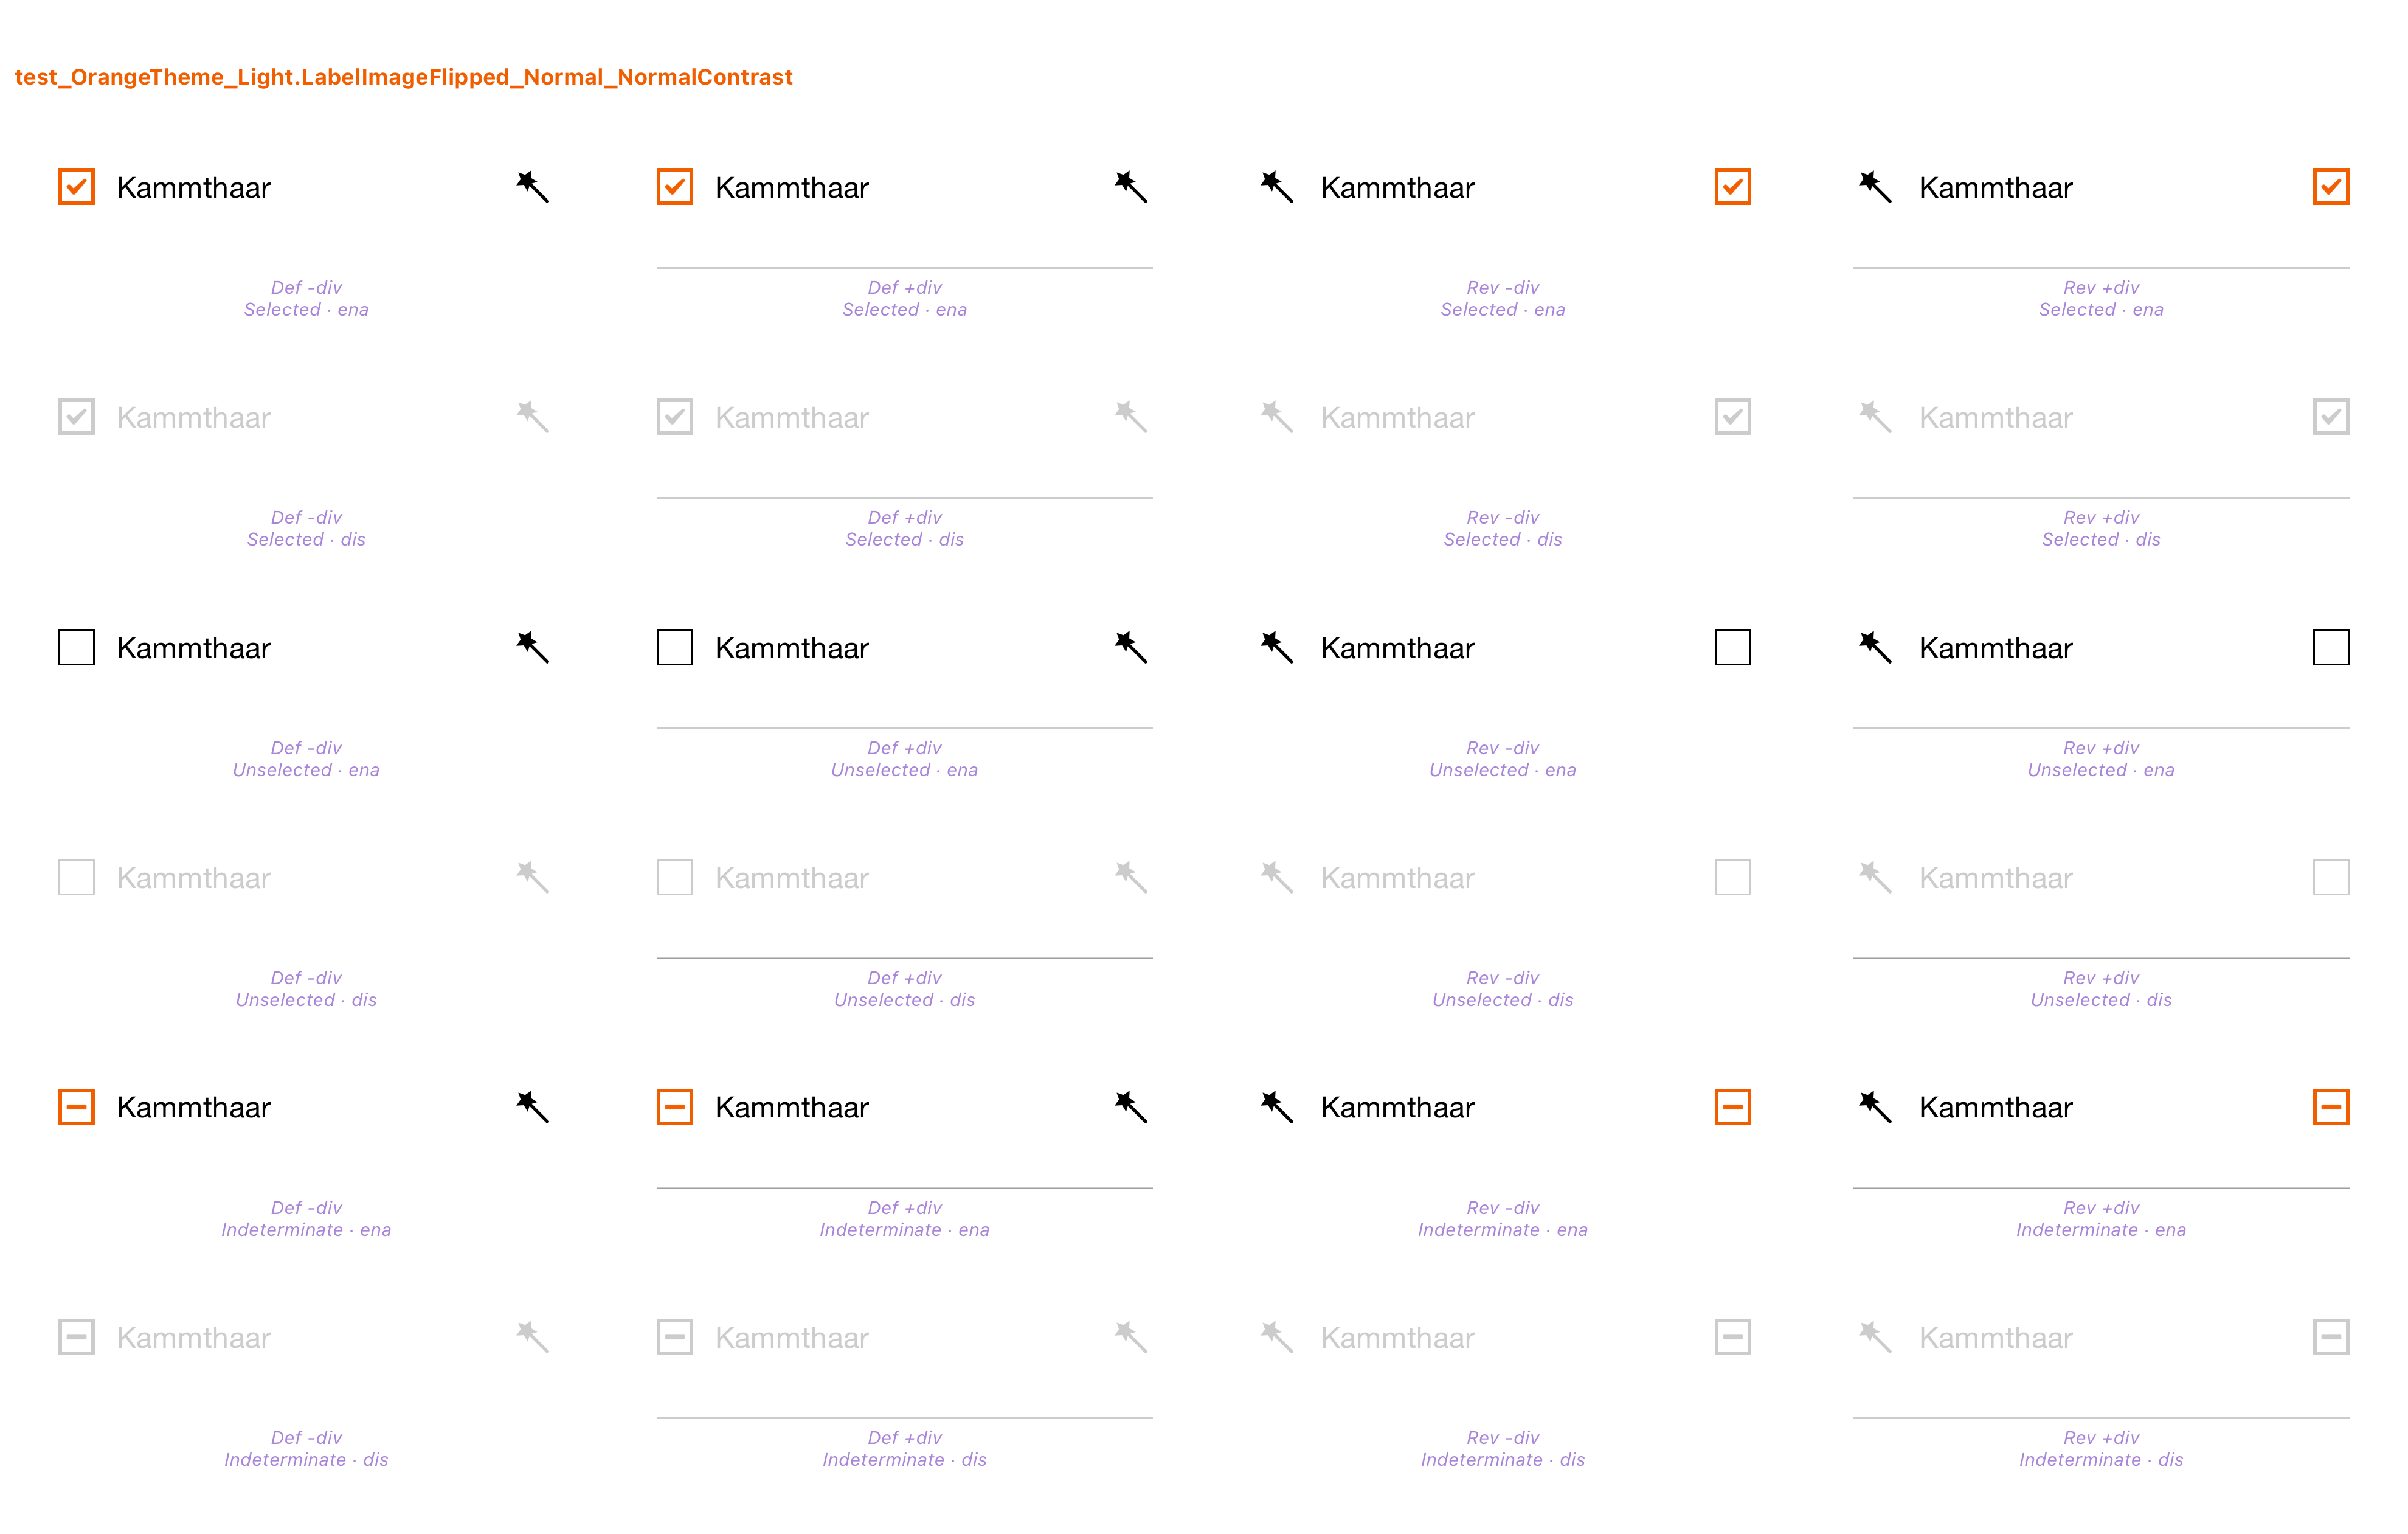 test_OrangeTheme_Light.LabelImageFlipped_Normal_NormalContrast
Kammthaar
Kammthaar
Kammthaar
Kammthaar
Def -div
Selected · ena
Def +div
Selected · ena
Rev -div
Selected · ena
Rev +div
Selected · ena
Kammthaar
Kammthaar
Kammthaar
Kammthaar
Def -div
Selected · dis
Def +div
Selected · dis
Rev -div
Selected · dis
Rev +div
Selected · dis
Kammthaar
Kammthaar
Kammthaar
Kammthaar
Def -div
Unselected · ena
Def +div
Unselected · ena
Rev -div
Unselected · ena
Rev +div
Unselected · ena
Kammthaar
Kammthaar
Kammthaar
Kammthaar
Def -div
Unselected · dis
Def +div
Unselected · dis
Rev -div
Unselected · dis
Rev +div
Unselected · dis
Kammthaar
Kammthaar
Kammthaar
Kammthaar
Def -div
Indeterminate · ena
Def +div
Indeterminate · ena
Rev -div
Indeterminate · ena
Rev +div
Indeterminate · ena
Kammthaar
Kammthaar
Kammthaar
Kammthaar
Def -div
Indeterminate · dis
Def +div
Indeterminate · dis
Rev -div
Indeterminate · dis
Rev +div
Indeterminate · dis